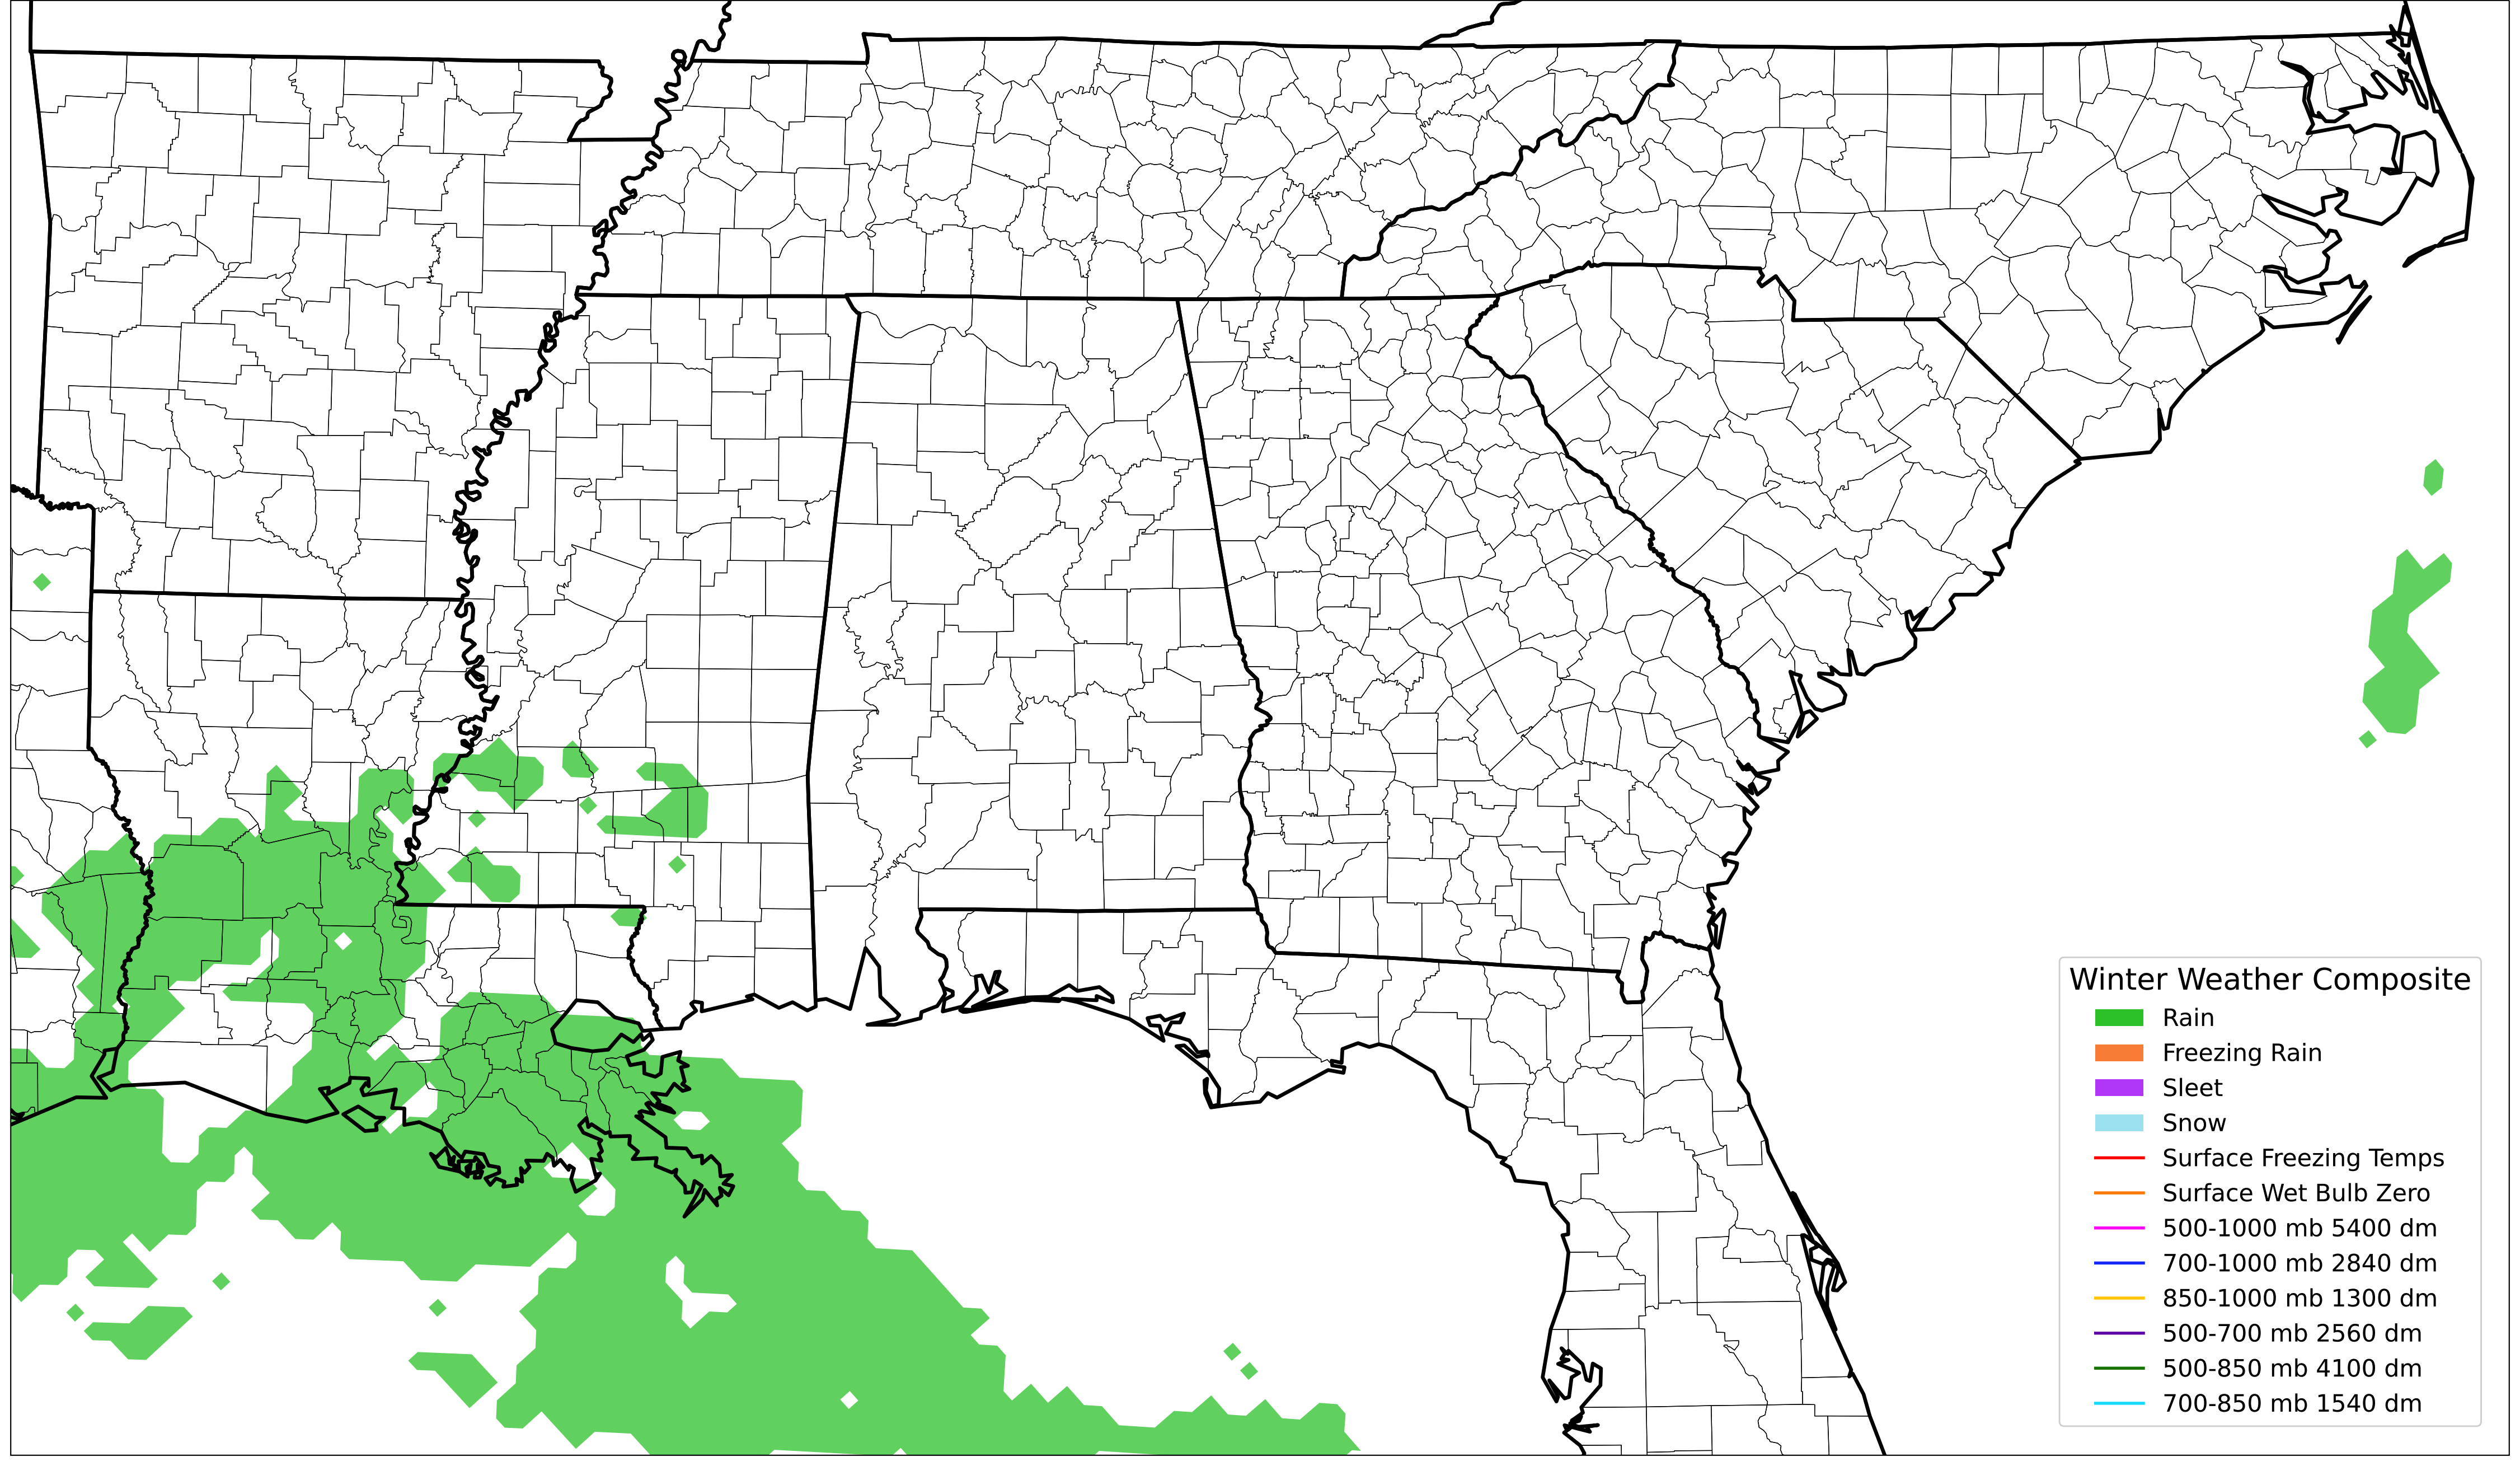 Winter Weather Composite
Rain
Freezing Rain
Sleet
Snow
Surface Freezing Temps
Surface Wet Bulb Zero
500-1000 mb 5400 dm
700-1000 mb 2840 dm
850-1000 mb 1300 dm
500-700 mb 2560 dm
500-850 mb 4100 dm
700-850 mb 1540 dm